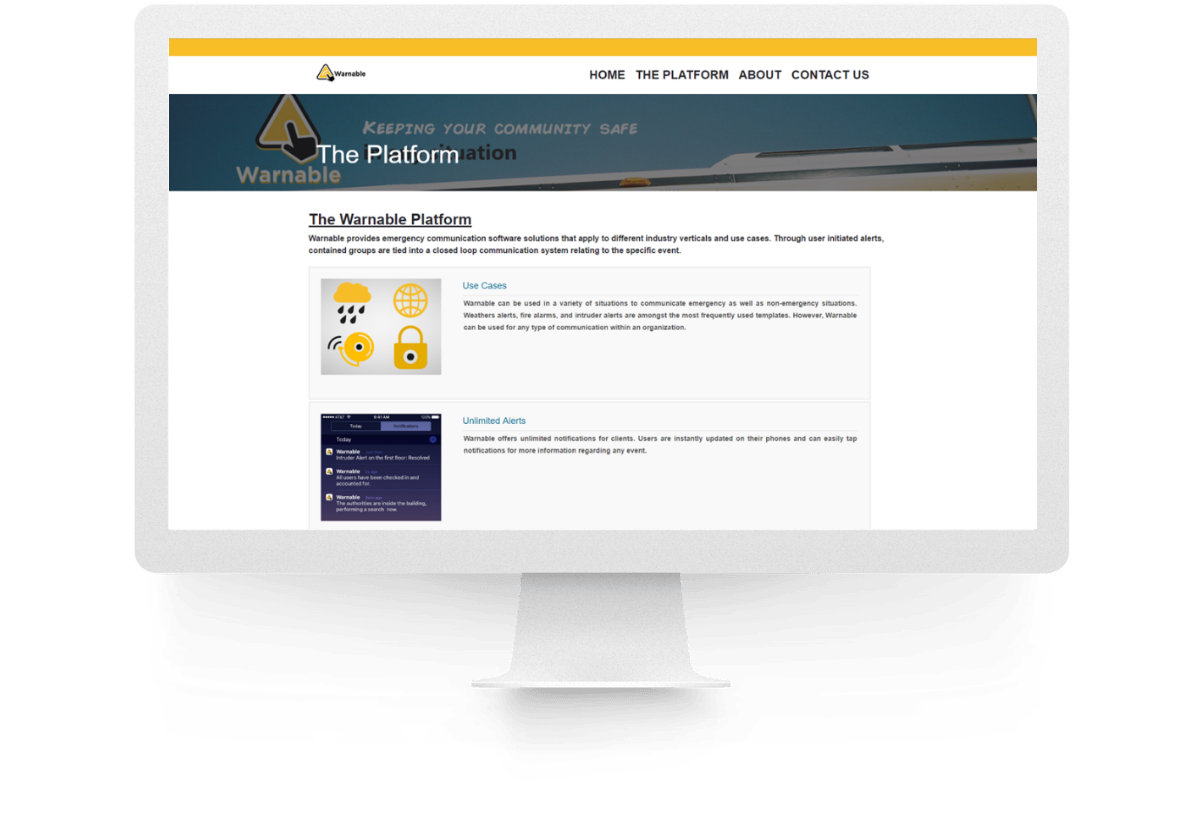 Warnable
HOME THE PLATFORM ABOUT CONTACT US
KEEPING YOUR COMMUNITY SAFE
The Platform
Warnable
The Warnable Platform
Warnable provides emergency communication software solutions that apply to different industry verticals and use cases. Through user initiated alerts,
contained groups are tied into a closed loop communication system relating to the specific event.
Use Cases
Warnable can be used in a variety of situations to communicate emergency as well as non-emergency situations.
Weathers alerts, fire alarms, and intruder alerts are amongst the most frequently used templates. However, Warnable
can be used for any type of communication within an organization.
Unlimited Alerts
Warnable offers unlimited notifications for clients. Users are instantly updated on their phones and can easily tap
notifications for more information regarding any event.
AT&T 9:41 AM 100%
Today Notifications
Today
Warnable
Intruder Alert on the first floor: Resolved
Warnable
All users have been checked in and
accounted for.
Warnable
The authorities are inside the building,
performing a search now.